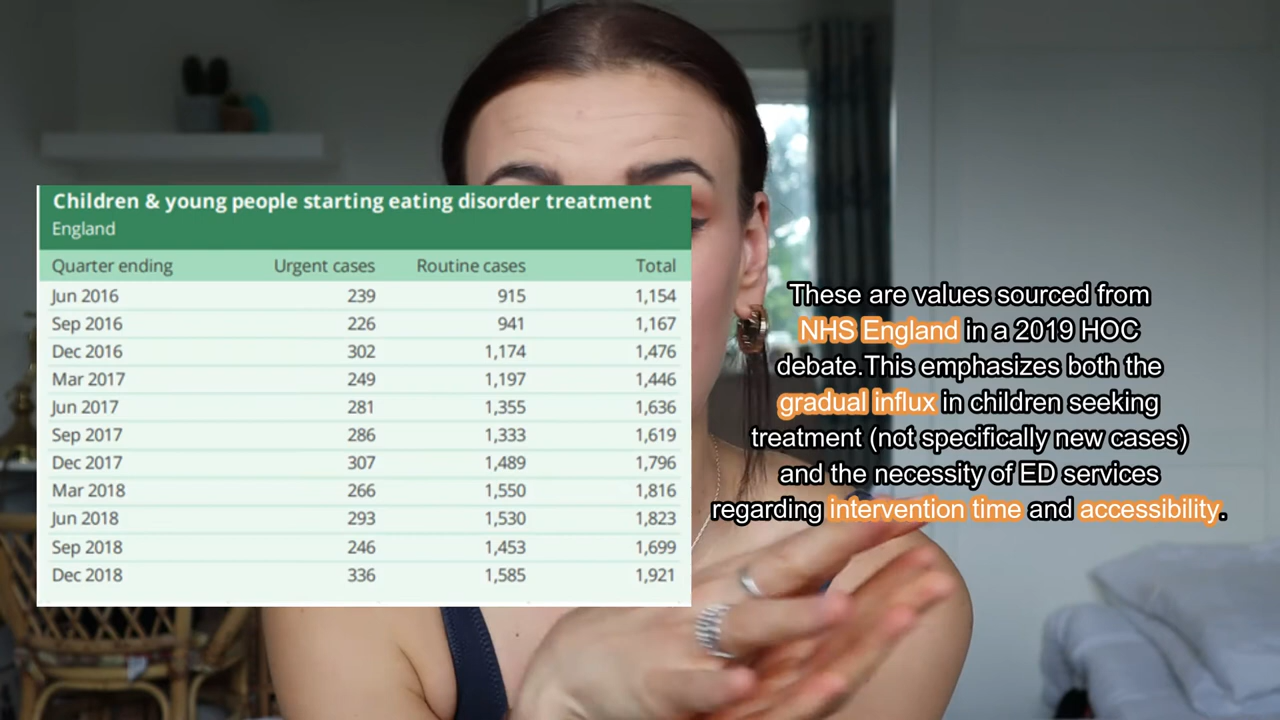 Children & young people starting eating disorder treatment
England
Quarter ending Urgent cases Routine cases Total
Jun 2016 239 915 1,154
Sep 2016 226 941 1,167
Dec 2016 302 1,174 1,476
Mar 2017 249 1,197 1,446
Jun 2017 281 1,355 1,636
Sep 2017 286 1,333 1,619
Dec 2017 307 1,489 1,796
Mar 2018 266 1,550 1,816
Jun 2018 293 1,530 1,823
Sep 2018 246 1,453 1,699
Dec 2018 336 1,585 1,921
These are values sourced from
NHS England in a 2019 HOC
debate.This emphasizes both the
gradual influx in children seeking
treatment (not specifically new cases)
and the necessity of ED services
regarding intervention time and accessibility.